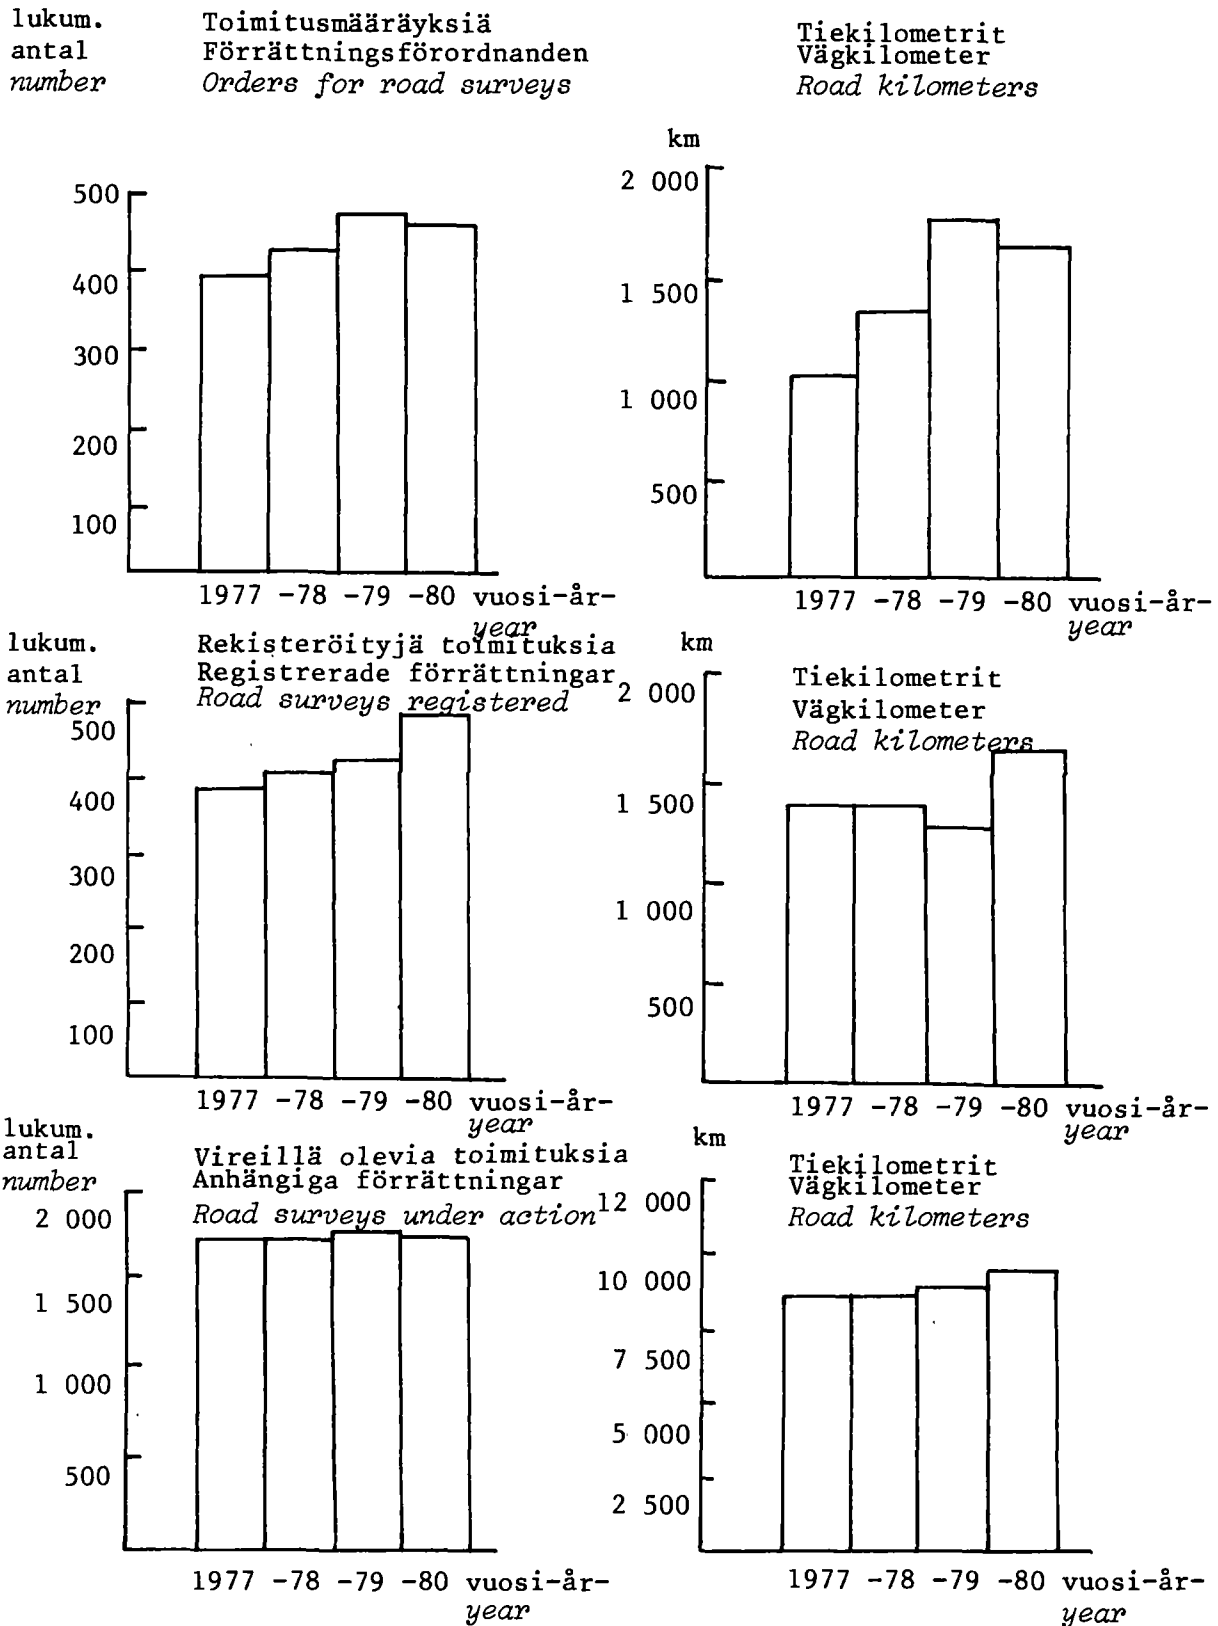 lukum.
antal
number
Toimitusmääräyksiä
Förrättningsförordnanden
Orders for road surveys
500
400
300
200
100
1977 -78 -79 -80 vuosi-år-
year
Tiekilometrit
Vägkilometer
Road kilometers
km
2 000
1 500
1 000
500
1977 -78 -79 -80 vuosi-år-
year
lukum.
antal
number
Rekisteröityjä toimituksia
Registrerade förrättningar
Road surveys registered
500
400
300
200
100
1977 -78 -79 -80 vuosi-år-
year
km
Tiekilometrit
Vägkilometer
Road kilometers
2 000
1 500
1 000
500
1977 -78 -79 -80 vuosi-år-
year
lukum.
antal
number
Vireillä olevia toimituksia
Anhängiga förrättningar
Road surveys under action
2 000
1 500
1 000
500
1977 -78 -79 -80 vuosi-år-
year
km
Tiekilometrit
Vägkilometer
Road kilometers
12 000
10 000
7 500
5 000
2 500
1977 -78 -79 -80 vuosi-år-
year